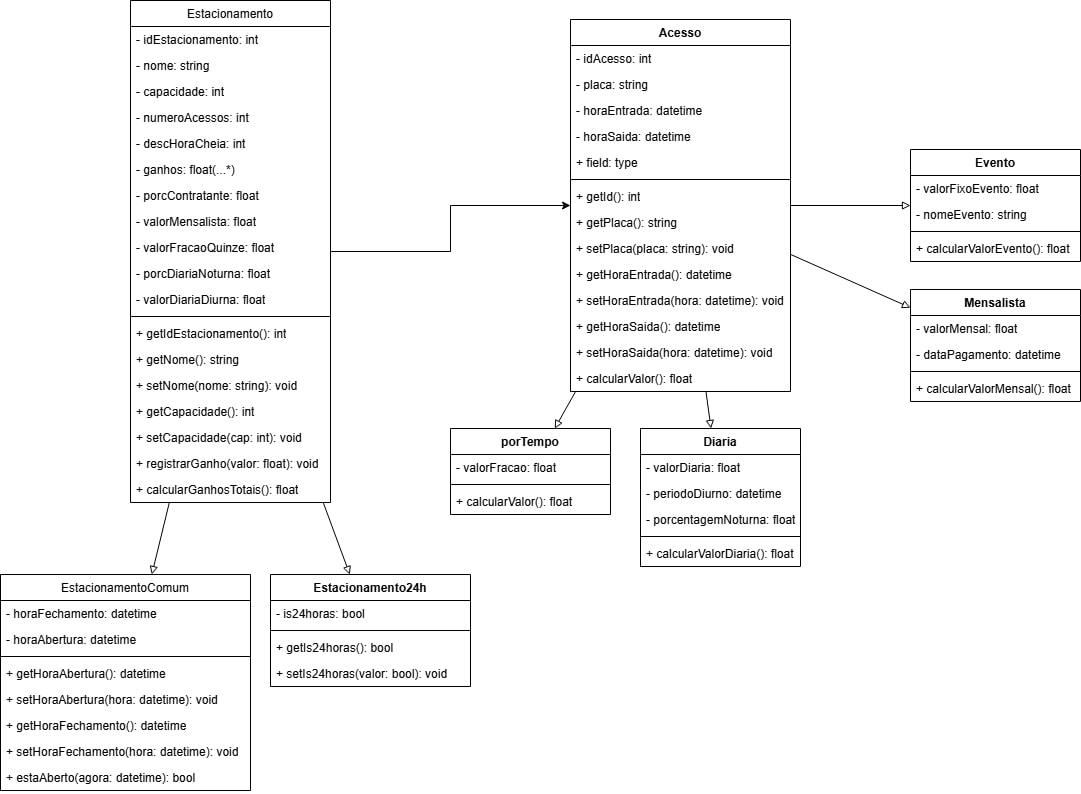 Estacionamento
- idEstacionamento: int
- nome: string
- capacidade: int
- numeroAcessos: int
- descHoraCheia: int
- ganhos: float(...*)
- porcContratante: float
- valorMensalista: float
- valorFracaoQuinze: float
- porcDiariaNoturna: float
- valorDiariaDiurna: float
+ getIdEstacionamento(): int
+ getNome(): string
+ setNome(nome: string): void
+ getCapacidade(): int
+ setCapacidade(cap: int): void
+ registrarGanho(valor: float): void
+ calcularGanhosTotais(): float
Acesso
- idAcesso: int
- placa: string
- horaEntrada: datetime
- horaSaida: datetime
+ field: type
+ getId(): int
+ getPlaca(): string
+ setPlaca(placa: string): void
+ getHoraEntrada(): datetime
+ setHoraEntrada(hora: datetime): void
+ getHoraSaida(): datetime
+ setHoraSaida(hora: datetime): void
+ calcularValor(): float
Evento
- valorFixoEvento: float
- nomeEvento: string
+ calcularValorEvento(): float
Mensalista
- valorMensal: float
- dataPagamento: datetime
+ calcularValorMensal(): float
porTempo
- valorFracao: float
+ calcularValor(): float
Diaria
- valorDiaria: float
- periodoDiurno: datetime
- porcentagemNoturna: float
+ calcularValorDiaria(): float
EstacionamentoComum
- horaFechamento: datetime
- horaAbertura: datetime
+ getHoraAbertura(): datetime
+ setHoraAbertura(hora: datetime): void
+ getHoraFechamento(): datetime
+ setHoraFechamento(hora: datetime): void
+ estaAberto(agora: datetime): bool
Estacionamento24h
- is24horas: bool
+ getIs24horas(): bool
+ setIs24horas(valor: bool): void